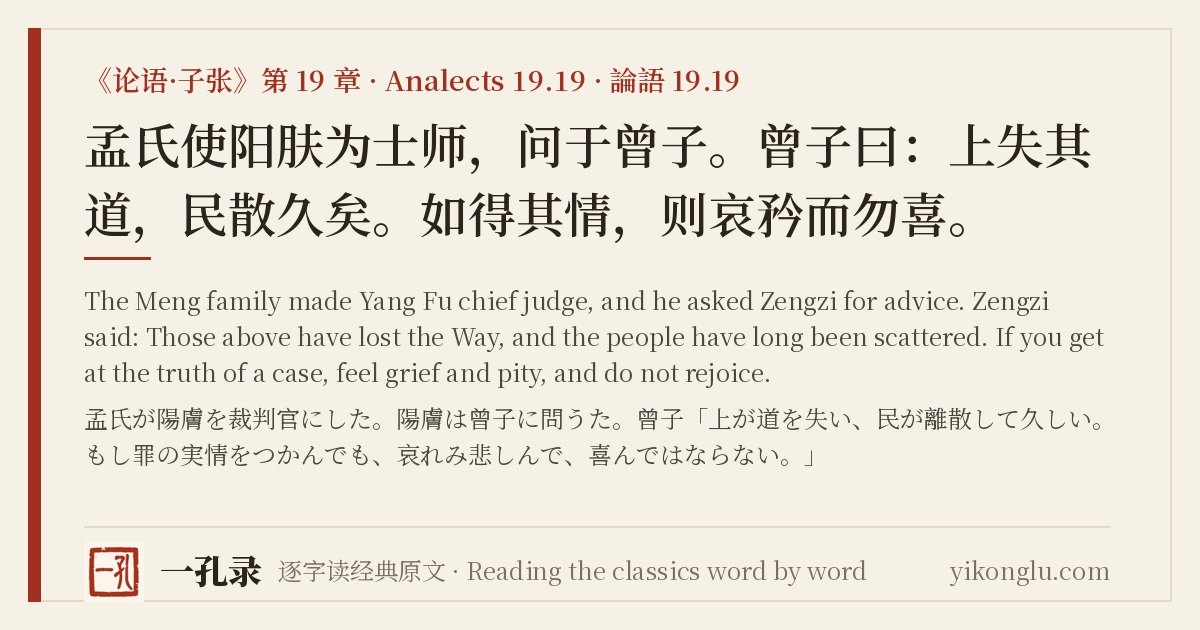 《论语·子张》第 19 章 · Analects 19.19 · 論語 19.19
孟氏使阳肤为士师，问于曾子。曾子曰：上失其
道，民散久矣。如得其情，则哀矜而勿喜。
The Meng family made Yang Fu chief judge, and he asked Zengzi for advice. Zengzi
said: Those above have lost the Way, and the people have long been scattered. If you get
at the truth of a case, feel grief and pity, and do not rejoice.
孟氏が陽膚を裁判官にした。陽膚は曾子に問うた。曾子「上が道を失い、民が離散して久しい。
もし罪の実情をつかんでも、哀れみ悲しんで、喜んではならない。」
一孔
一孔录 逐字读经典原文 · Reading the classics word by word yikonglu.com